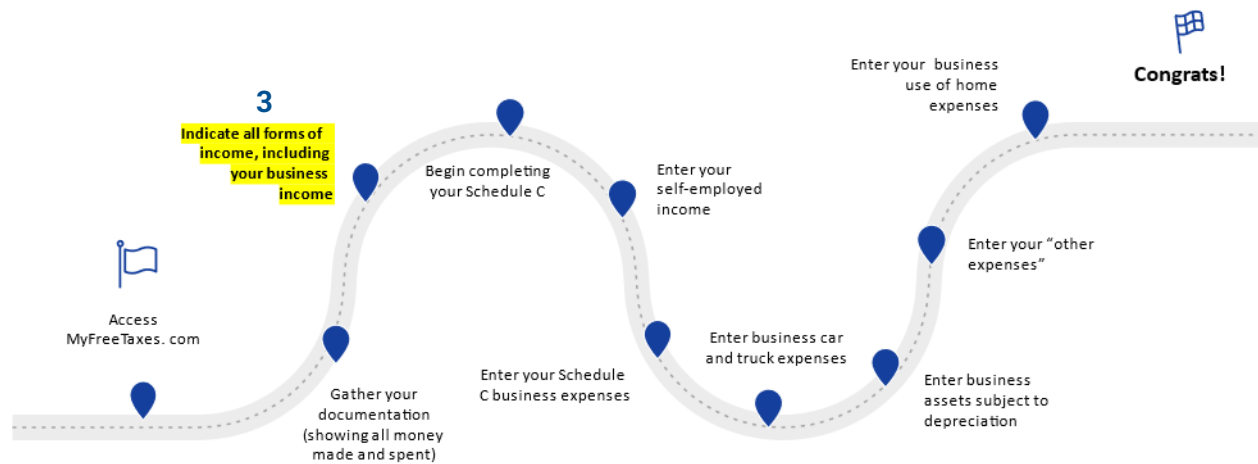 Access
MyFreeTaxes. com
Gather your
documentation
(showing all money
made and spent)
3
Indicate all forms of
income, including
your business
income
Begin completing
your Schedule C
Enter your
self-employed
income
Enter your Schedule
C business expenses
Enter business car
and truck expenses
Enter business
assets subject to
depreciation
Enter your “other
expenses”
Enter your business
use of home
expenses
Congrats!